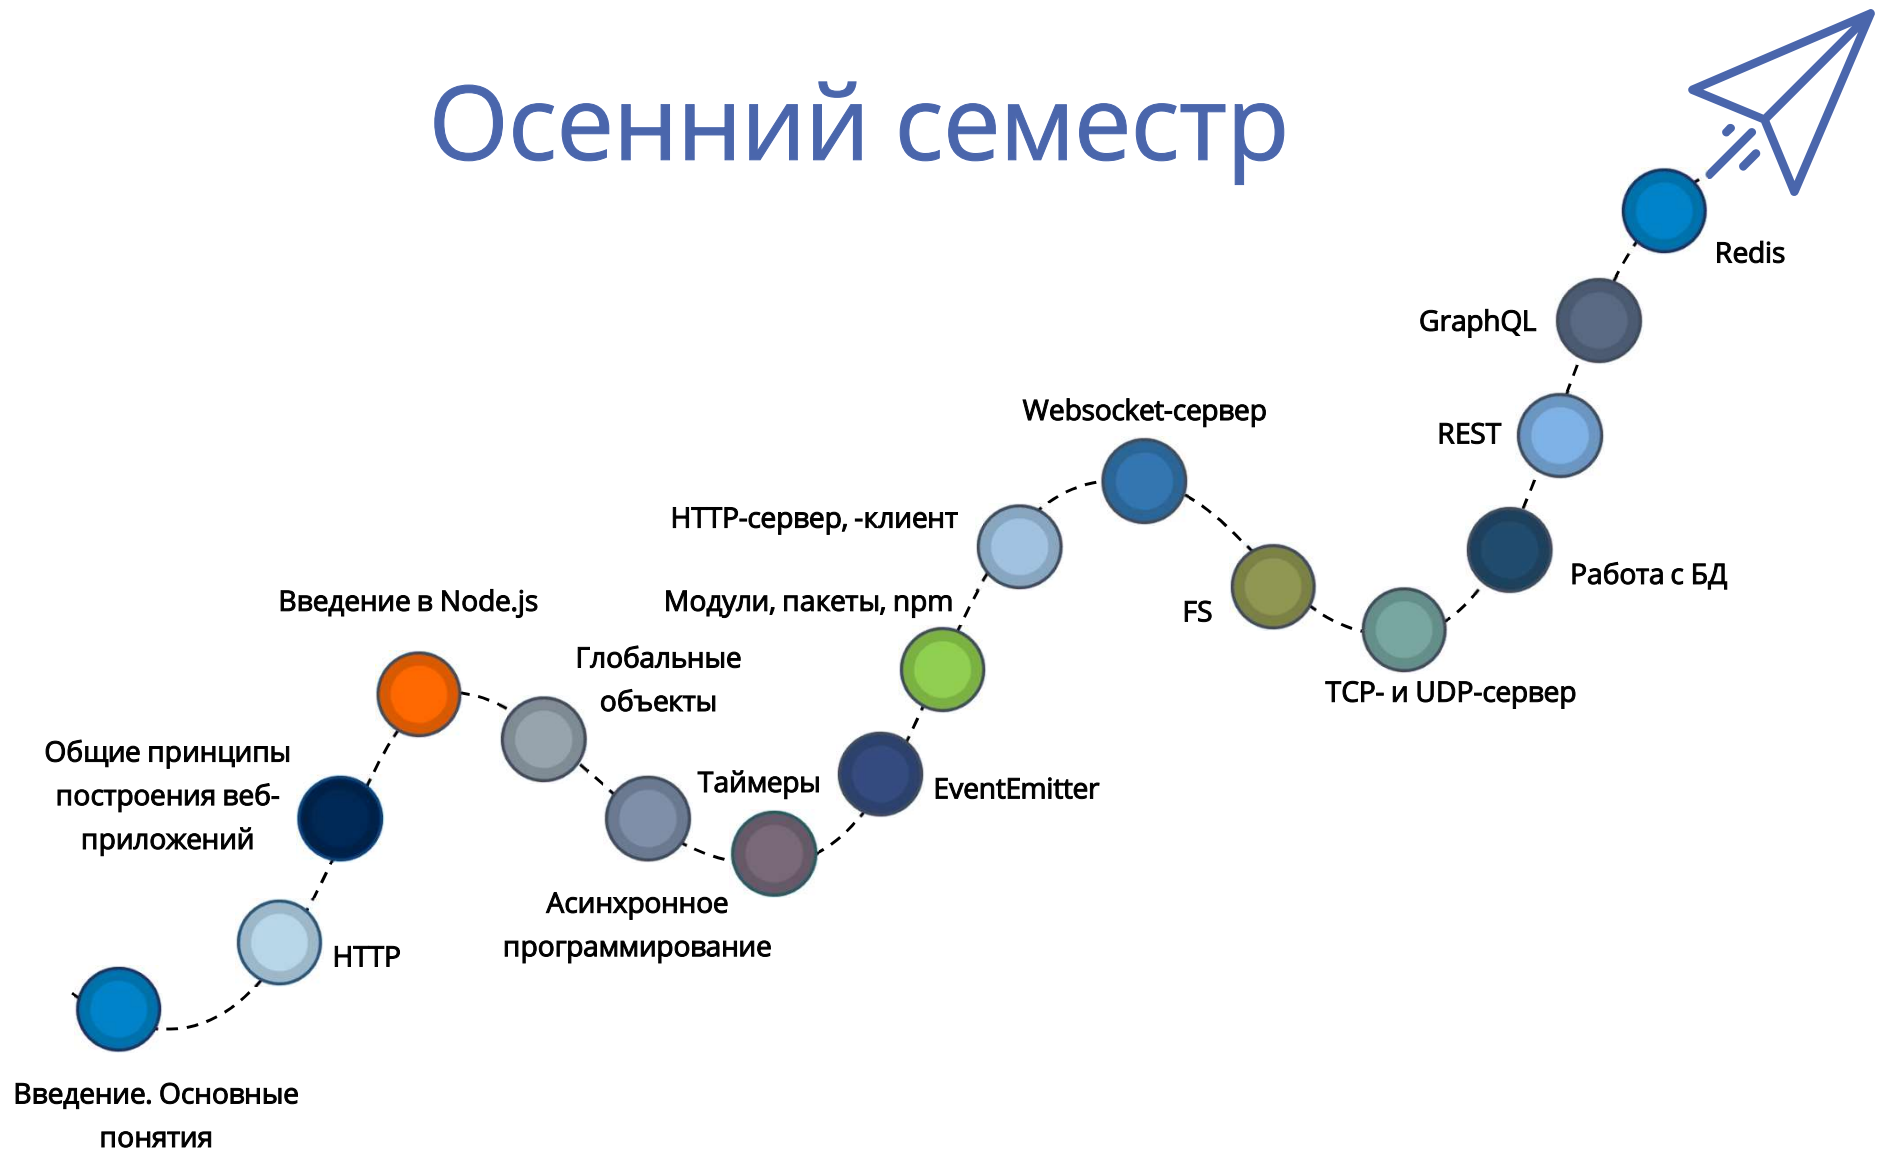 Осенний семестр
Введение. Основные
понятия
HTTP
Общие принципы
построения веб-
приложений
Введение в Node.js
Глобальные
объекты
Асинхронное
программирование
Таймеры
EventEmitter
Модули, пакеты, npm
HTTP-сервер, -клиент
Websocket-сервер
FS
TCP- и UDP-сервер
Работа с БД
REST
GraphQL
Redis